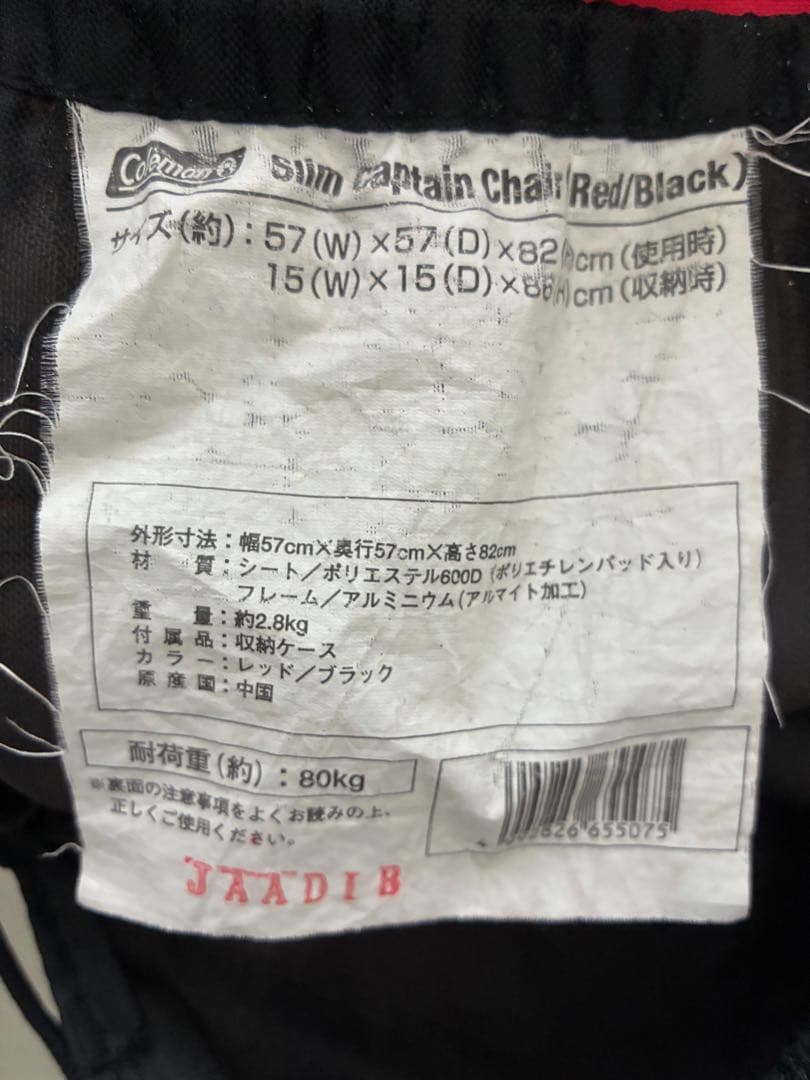 Coleman® Slim Captain Chair(Red/Black)
サイズ(約)：57(W)×57(D)×82(H)cm(使用時)
15(W)×15(D)×86(H)cm(収納時)
外形寸法：幅57cm×奥行57cm×高さ82cm
材 質：シート／ポリエステル600D (ポリエチレンパッド入り)
フレーム／アルミニウム(アルマイト加工)
重 量：約2.8kg
付属品：収納ケース
カラー：レッド／ブラック
原産国：中国
耐荷重(約)：80kg
※裏面の注意事項をよくお読みの上、
正しくご使用ください。
655075
JAADIB